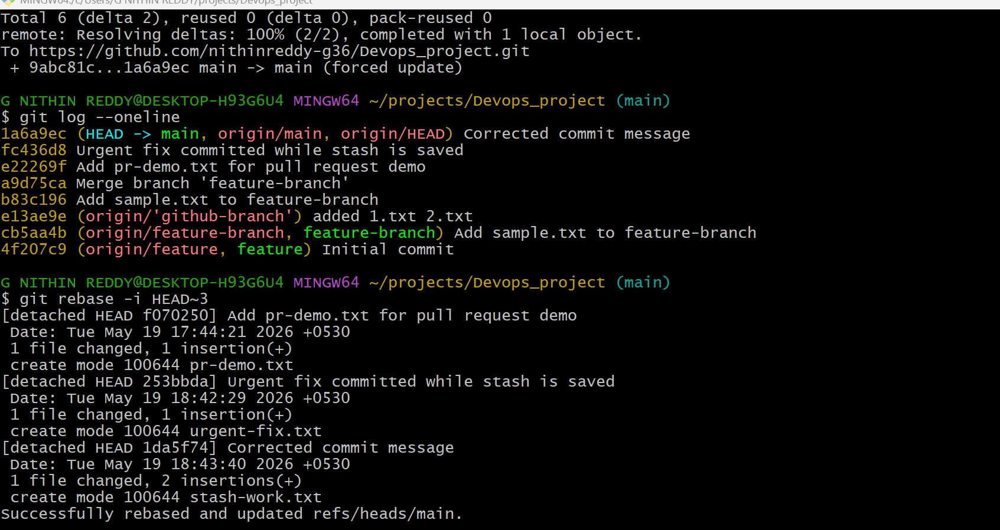 MINGW64:/c/Users/G NITHIN REDDY/projects/Devops_project
Total 6 (delta 2), reused 0 (delta 0), pack-reused 0
remote: Resolving deltas: 100% (2/2), completed with 1 local object.
To https://github.com/nithinreddy-g36/Devops_project.git
 + 9abc81c...1a6a9ec main -> main (forced update)
G NITHIN REDDY@DESKTOP-H93G6U4 MINGW64 ~/projects/Devops_project (main)
$ git log --oneline
1a6a9ec (HEAD -> main, origin/main, origin/HEAD) Corrected commit message
fc436d8 Urgent fix committed while stash is saved
e22269f Add pr-demo.txt for pull request demo
a9d75ca Merge branch 'feature-branch'
b83c196 Add sample.txt to feature-branch
e13ae9e (origin/'github-branch') added 1.txt 2.txt
cb5aa4b (origin/feature-branch, feature-branch) Add sample.txt to feature-branch
4f207c9 (origin/feature, feature) Initial commit
G NITHIN REDDY@DESKTOP-H93G6U4 MINGW64 ~/projects/Devops_project (main)
$ git rebase -i HEAD~3
[detached HEAD f070250] Add pr-demo.txt for pull request demo
 Date: Tue May 19 17:44:21 2026 +0530
 1 file changed, 1 insertion(+)
 create mode 100644 pr-demo.txt
[detached HEAD 253bbda] Urgent fix committed while stash is saved
 Date: Tue May 19 18:42:29 2026 +0530
 1 file changed, 1 insertion(+)
 create mode 100644 urgent-fix.txt
[detached HEAD 1da5f74] Corrected commit message
 Date: Tue May 19 18:43:40 2026 +0530
 1 file changed, 2 insertions(+)
 create mode 100644 stash-work.txt
Successfully rebased and updated refs/heads/main.